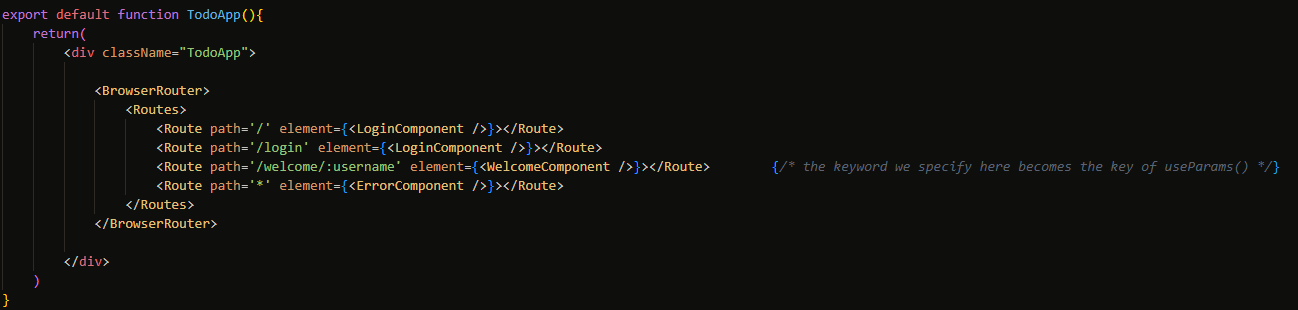 export default function TodoApp(){
    return(
        <div className="TodoApp">

            <BrowserRouter>
                <Routes>
                    <Route path='/' element={<LoginComponent />}></Route>
                    <Route path='/login' element={<LoginComponent />}></Route>
                    <Route path='/welcome/:username' element={<WelcomeComponent />}></Route>        {/* the keyword we specify here becomes the key of useParams() */}
                    <Route path='*' element={<ErrorComponent />}></Route>
                </Routes>
            </BrowserRouter>

        </div>
    )
}